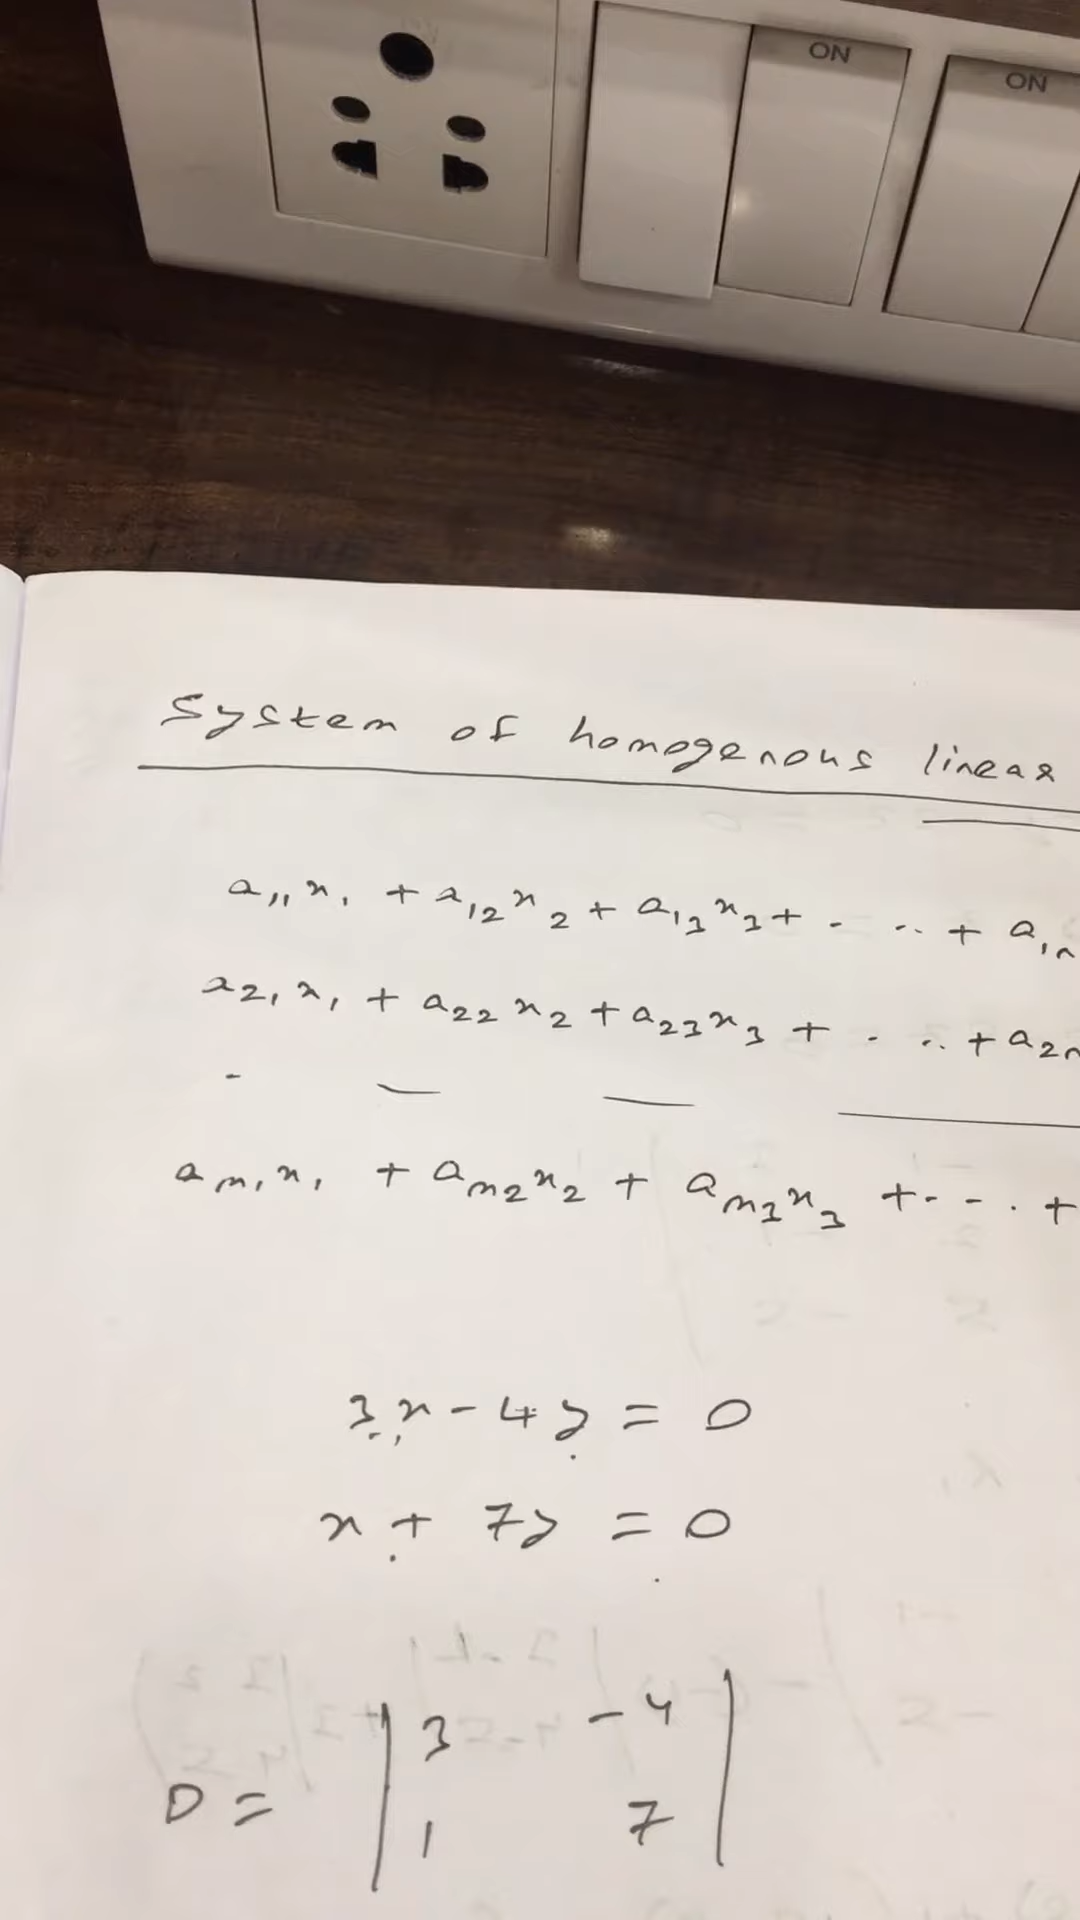 ON
ON
System of homogenous linear
a₁₁x₁ + a₁₂x₂ + a₁₃x₃ + . .. + a₁ₙ
a₂₁x₁ + a₂₂x₂ + a₂₃x₃ + . .. + a₂ₙ
aₘ₁x₁ + aₘ₂x₂ + aₘ₃x₃ + - - . +
3x - 4y = 0
x + 7y = 0
D = | 3 -4 |
| 1 7 |